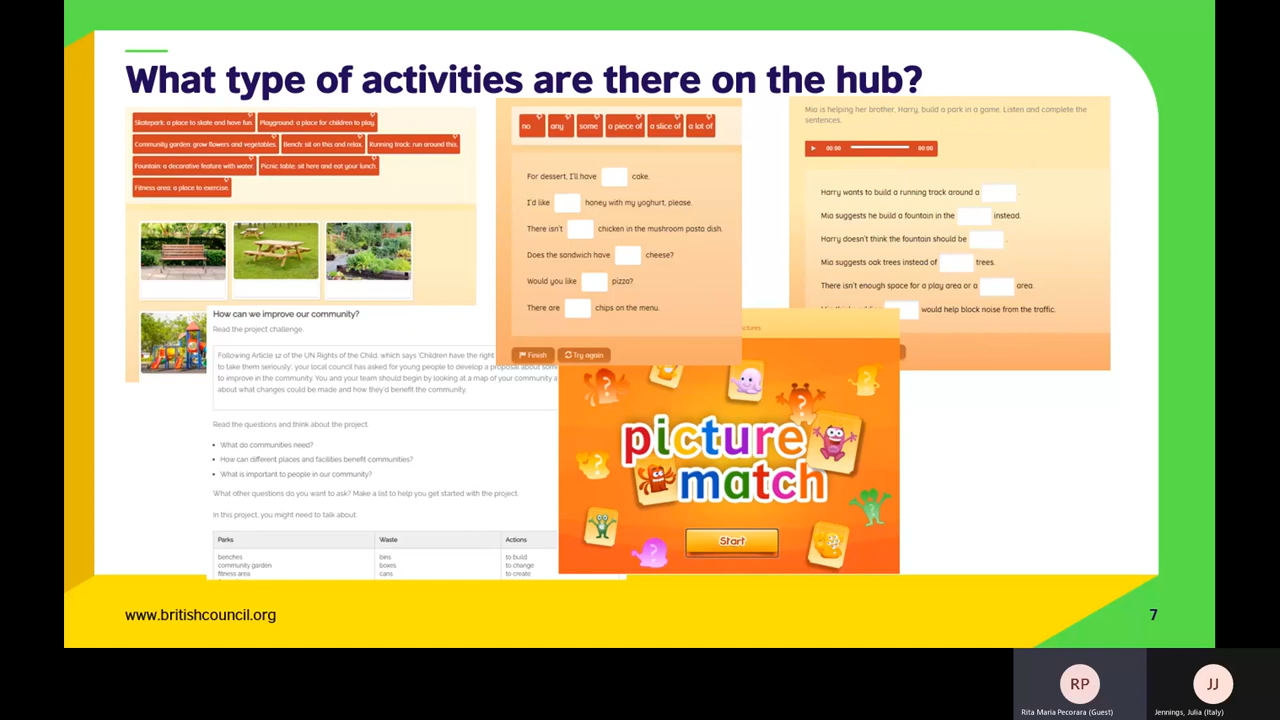 What type of activities are there on the hub?
Skatepark: a place to skate and have fun.
Playground: a place for children to play.
Community garden: grow flowers and vegetables.
Bench: sit on this and relax.
Running track: run around this.
Fountain: a decorative feature with water.
Picnic table: sit here and eat your lunch.
Fitness area: a place to exercise.
How can we improve our community?
Read the project challenge.
Following Article 12 of the UN Rights of the Child, which says 'Children have the right
to take them seriously', your local council has asked for young people to develop a proposal about
to improve in the community. You and your team should begin by looking at a map of your community
about what changes could be made and how they'd benefit the community.
Read the questions and think about the project.
• What do communities need?
• How can different places and facilities benefit communities?
• What is important to people in our community?
What other questions do you want to ask? Make a list to help you get started with the project.
In this project, you might need to talk about:
Parks Waste Actions
benches bins to build
community garden boxes to change
fitness area cans to create
no any some a piece of a slice of a lot of
For dessert, I'll have cake.
I'd like honey with my yoghurt, please.
There isn't chicken in the mushroom pasta dish.
Does the sandwich have cheese?
Would you like pizza?
There are chips on the menu.
Finish Try again
Mia is helping her brother, Harry, build a park in a game. Listen and complete the
sentences.
00:00 00:00
Harry wants to build a running track around a .
Mia suggests he build a fountain in the instead.
Harry doesn't think the fountain should be .
Mia suggests oak trees instead of trees.
There isn't enough space for a play area or a area.
would help block noise from the traffic.
picture
match
Start
www.britishcouncil.org
7
RP
Rita Maria Pecorara (Guest)
JJ
Jennings, Julia (Italy)